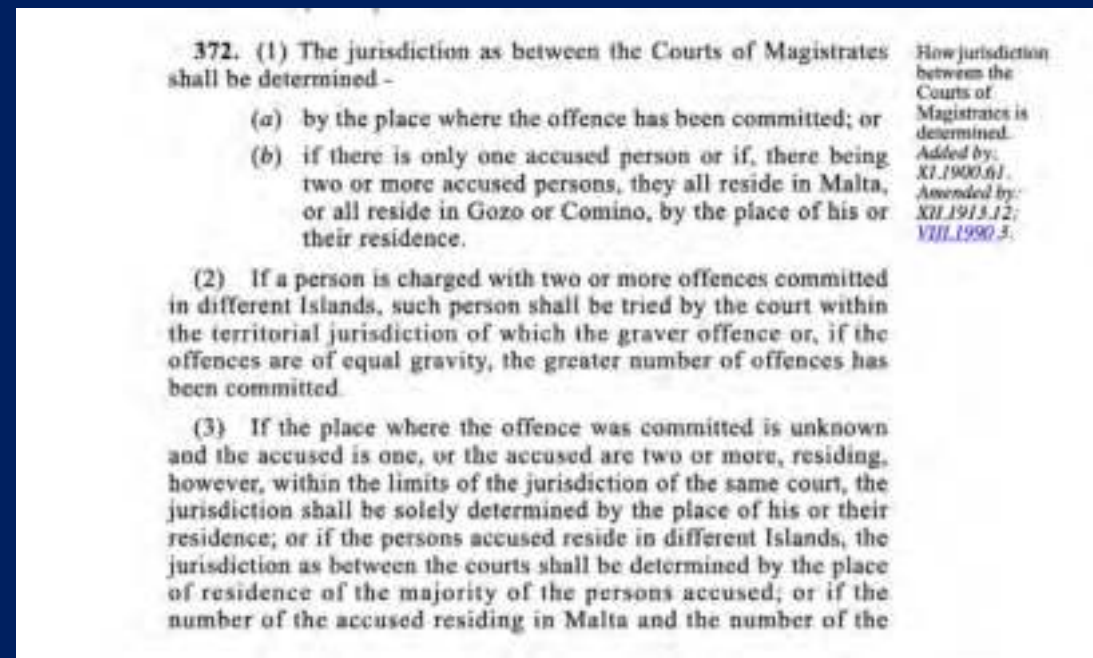 372. (1) The jurisdiction as between the Courts of Magistrates
shall be determined -
(a) by the place where the offence has been committed; or
(b) if there is only one accused person or if, there being
two or more accused persons, they all reside in Malta,
or all reside in Gozo or Comino, by the place of his or
their residence.
How jurisdiction
between the
Courts of
Magistrates is
determined.
Added by:
XI.1900.61.
Amended by:
XII.1913.12;
VIII.1990.3.
(2) If a person is charged with two or more offences committed
in different Islands, such person shall be tried by the court within
the territorial jurisdiction of which the graver offence or, if the
offences are of equal gravity, the greater number of offences has
been committed.
(3) If the place where the offence was committed is unknown
and the accused is one, or the accused are two or more, residing,
however, within the limits of the jurisdiction of the same court, the
jurisdiction shall be solely determined by the place of his or their
residence; or if the persons accused reside in different Islands, the
jurisdiction as between the courts shall be determined by the place
of residence of the majority of the persons accused; or if the
number of the accused residing in Malta and the number of the